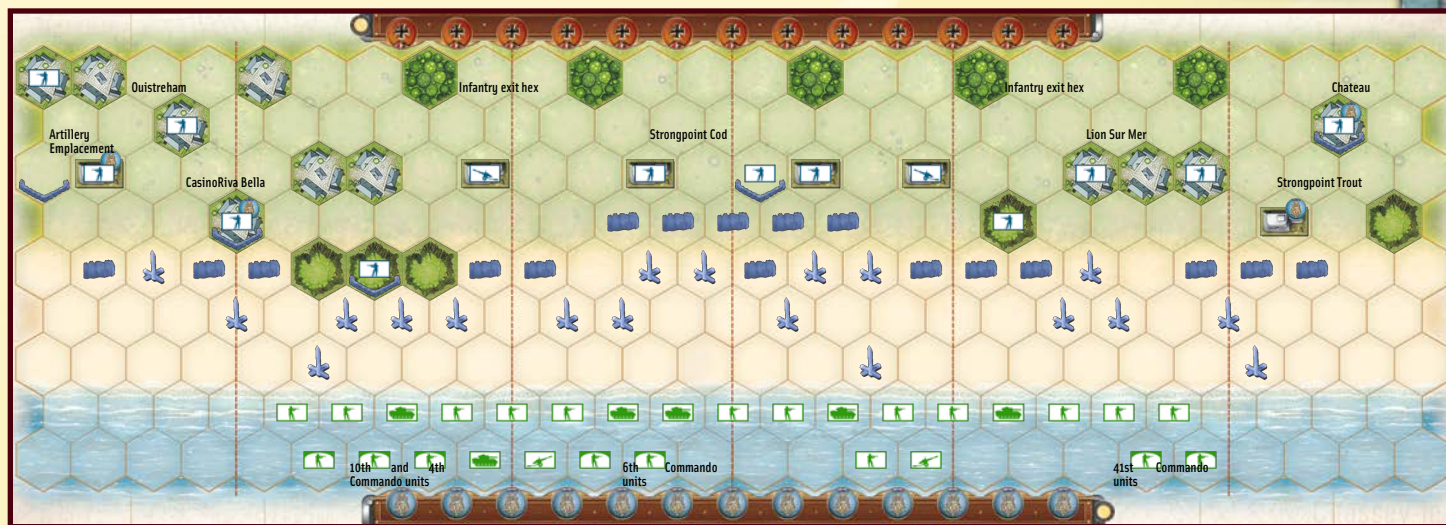 Ouistreham
Infantry exit hex
Infantry exit hex
Chateau
Artillery
Emplacement
Strongpoint Cod
Lion Sur Mer
CasinoRiva Bella
Strongpoint Trout
10th and 4th
Commando units
6th Commando
units
41st Commando
units